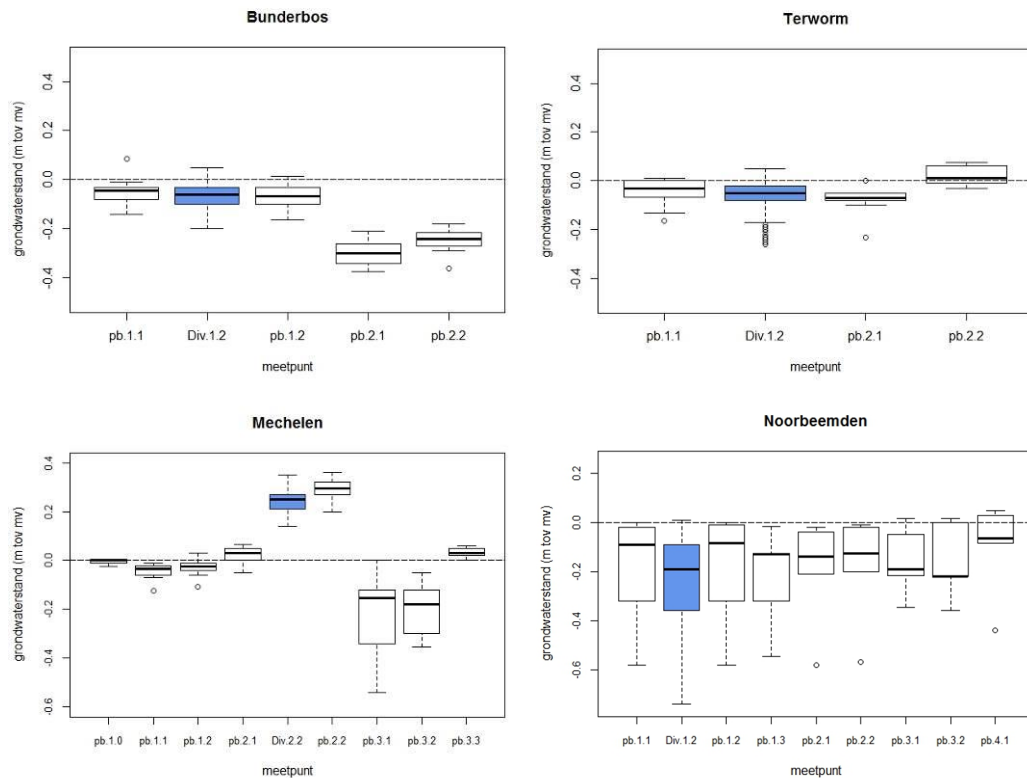 Bunderbos
grondwaterstand (m tov mv)
0.4
0.2
0.0
-0.2
-0.4
pb.1.1 Div.1.2 pb.1.2 pb.2.1 pb.2.2
meetpunt
Terworm
grondwaterstand (m tov mv)
0.4
0.2
0.0
-0.2
-0.4
pb.1.1 Div.1.2 pb.2.1 pb.2.2
meetpunt
Mechelen
grondwaterstand (m tov mv)
0.4
0.2
0.0
-0.2
-0.4
-0.6
pb.1.0 pb.1.1 pb.1.2 pb.2.1 Div.2.2 pb.2.2 pb.3.1 pb.3.2 pb.3.3
meetpunt
Noorbeemden
grondwaterstand (m tov mv)
0.2
0.0
-0.2
-0.4
-0.6
pb.1.1 Div.1.2 pb.1.2 pb.1.3 pb.2.1 pb.2.2 pb.3.1 pb.3.2 pb.4.1
meetpunt